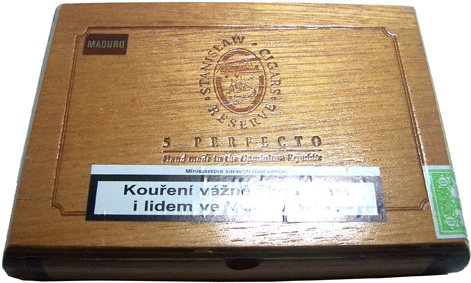 MADURO
STANISLAW · CIGARS
· RESERVE ·
5 PERFECTO
Handmade in the Dominican Republic
Ministerstvo zdravotnictví varuje:
Kouření vážně
i lidem ve